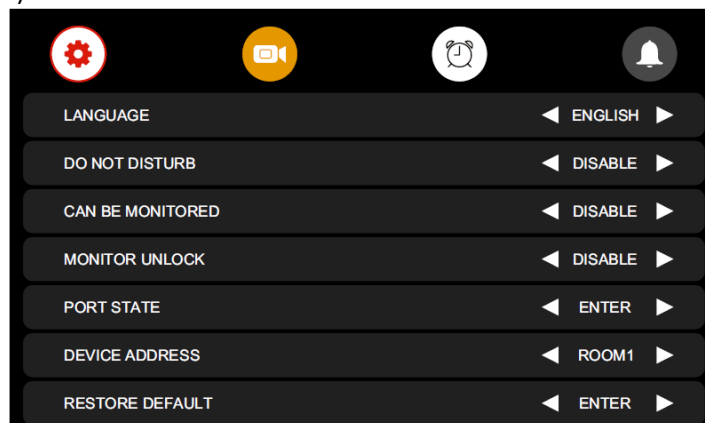 LANGUAGE ENGLISH
DO NOT DISTURB DISABLE
CAN BE MONITORED DISABLE
MONITOR UNLOCK DISABLE
PORT STATE ENTER
DEVICE ADDRESS ROOM1
RESTORE DEFAULT ENTER